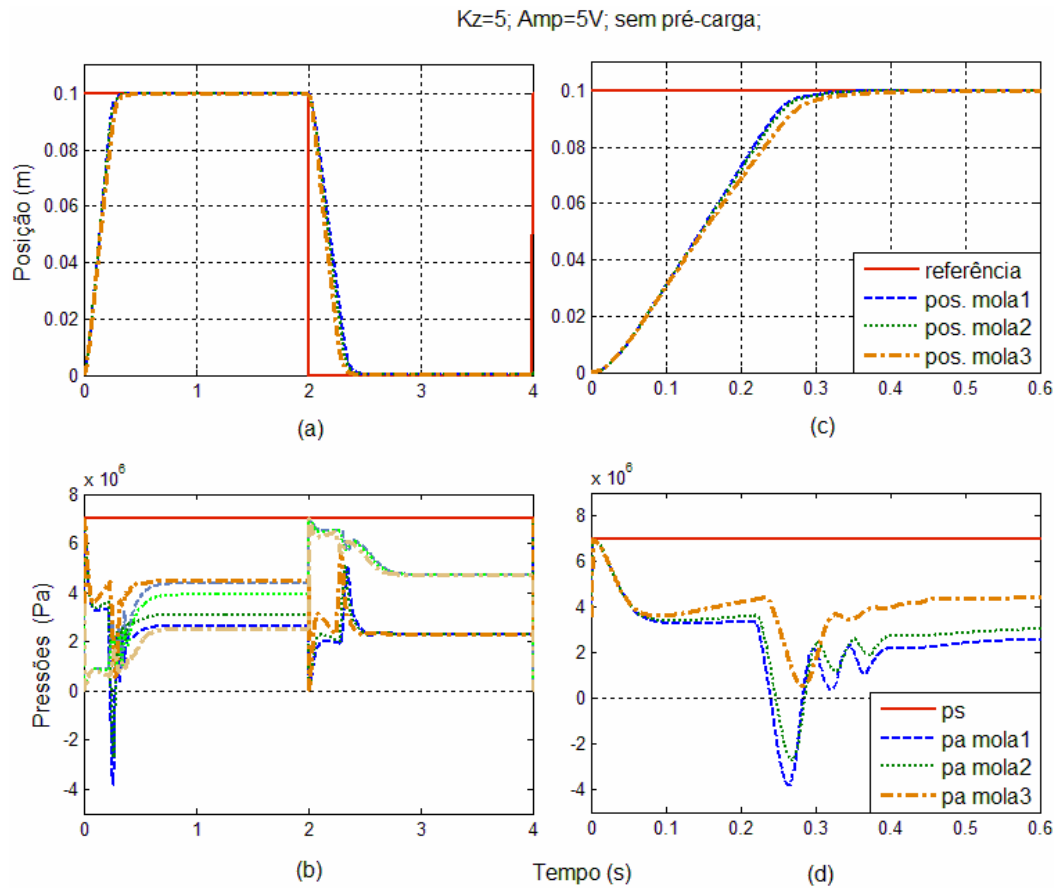 Kz=5; Amp=5V; sem pré-carga;
Posição (m)
0.1
0.08
0.06
0.04
0.02
0
0 1 2 3 4
(a)
0.1
0.08
0.06
0.04
0.02
0
0 0.1 0.2 0.3 0.4 0.5 0.6
referência
pos. mola1
pos. mola2
pos. mola3
(c)
Pressões (Pa)
x 10^6
8
6
4
2
0
-2
-4
0 1 2 3 4
(b)
x 10^6
8
6
4
2
0
-2
-4
0 0.1 0.2 0.3 0.4 0.5 0.6
ps
pa mola1
pa mola2
pa mola3
Tempo (s)
(d)